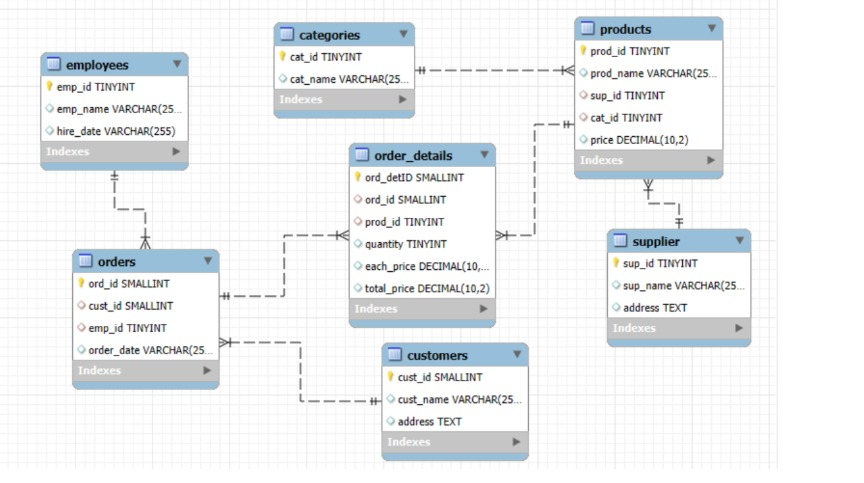 employees
emp_id TINYINT
emp_name VARCHAR(25...
hire_date VARCHAR(255)
Indexes
categories
cat_id TINYINT
cat_name VARCHAR(25...
Indexes
products
prod_id TINYINT
prod_name VARCHAR(25...
sup_id TINYINT
cat_id TINYINT
price DECIMAL(10,2)
Indexes
order_details
ord_detID SMALLINT
ord_id SMALLINT
prod_id TINYINT
quantity TINYINT
each_price DECIMAL(10,...
total_price DECIMAL(10,2)
Indexes
orders
ord_id SMALLINT
cust_id SMALLINT
emp_id TINYINT
order_date VARCHAR(25...
Indexes
supplier
sup_id TINYINT
sup_name VARCHAR(25...
address TEXT
Indexes
customers
cust_id SMALLINT
cust_name VARCHAR(25...
address TEXT
Indexes